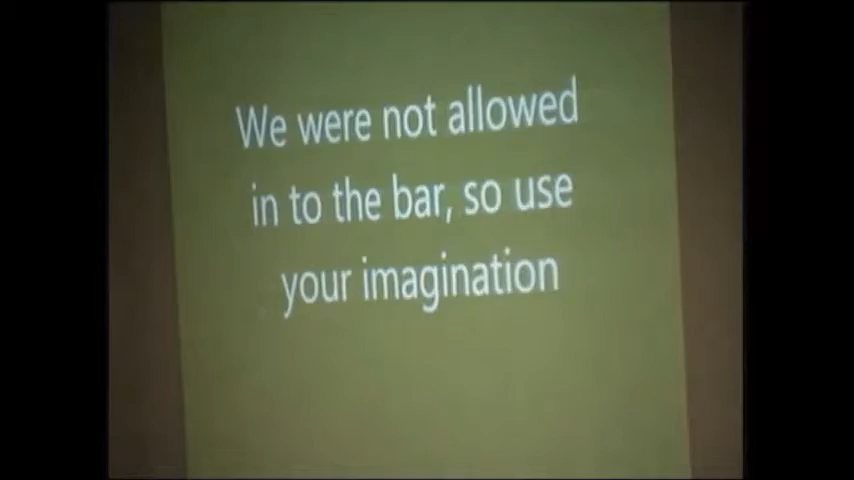 We were not allowed
in to the bar, so use
your imagination